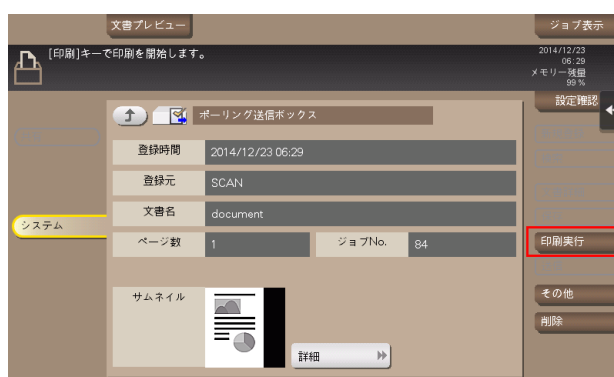 文書プレビュー
ジョブ表示
[印刷]キーで印刷を開始します。
2014/12/23
06:29
メモリー残量
99 %
設定確認
ポーリング送信ボックス
登録時間
2014/12/23 06:29
登録元
SCAN
文書名
document
システム
ページ数
1
ジョブNo.
84
印刷実行
サムネイル
その他
削除
詳細